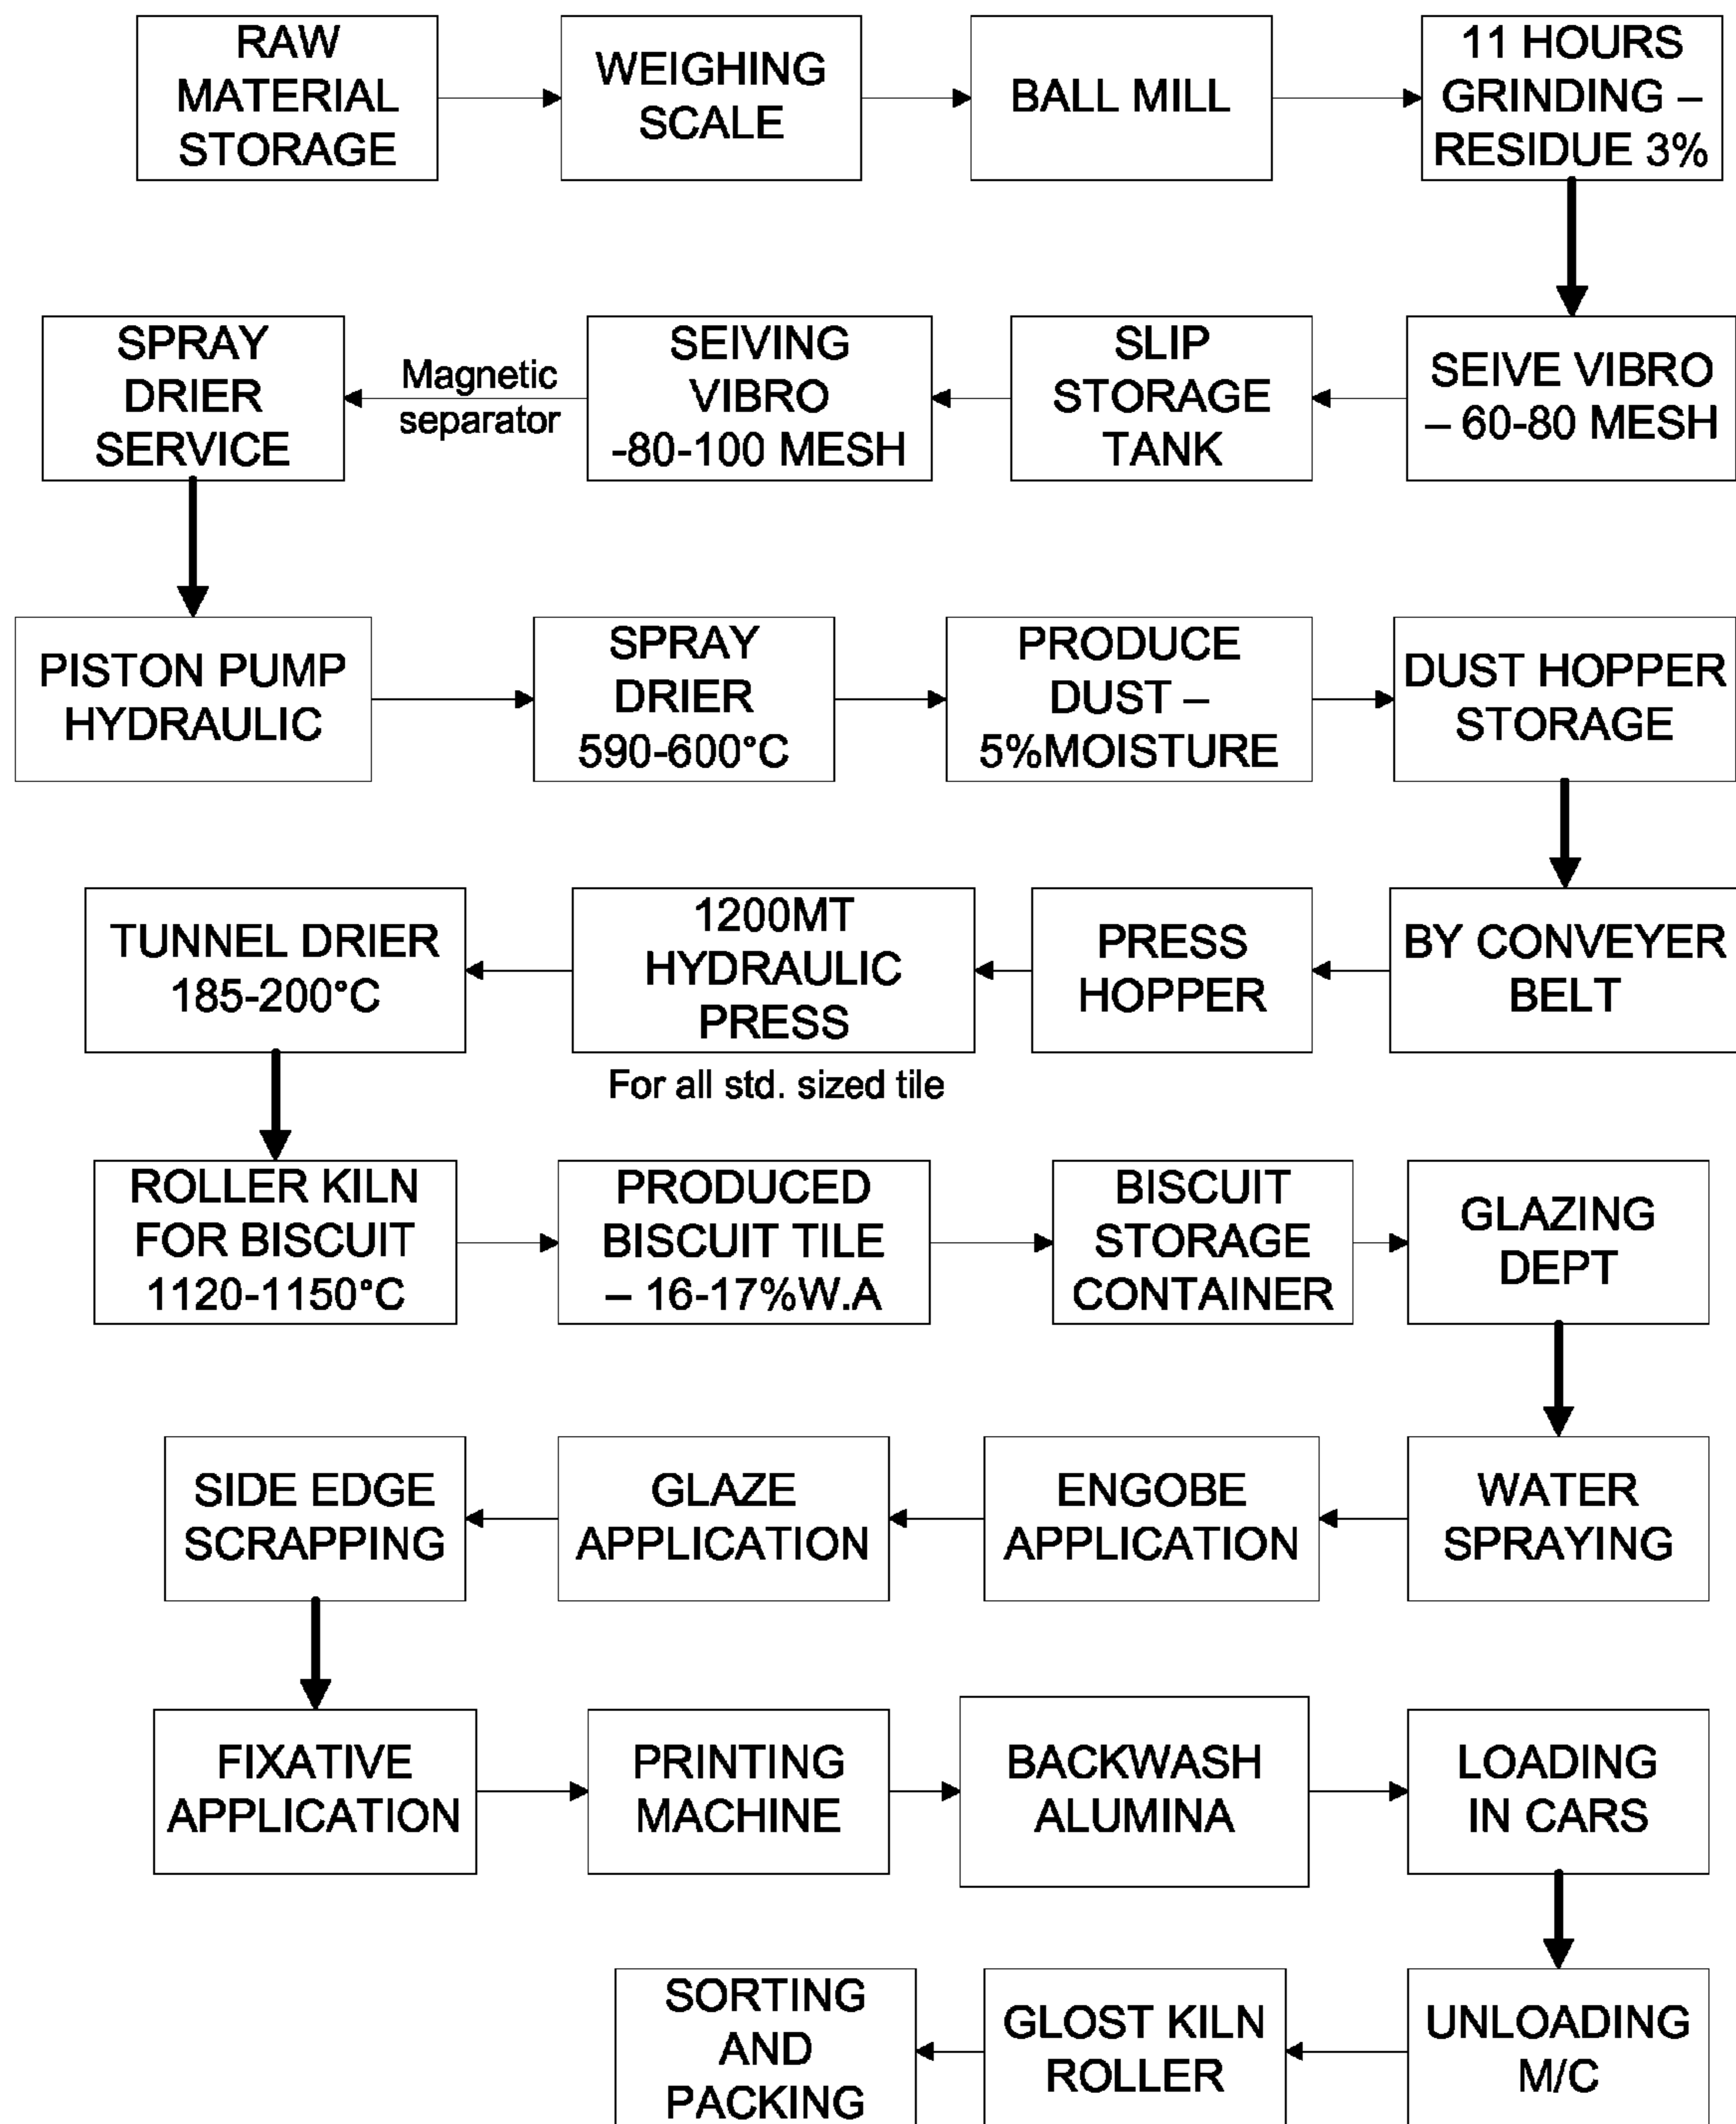 RAW
MATERIAL
STORAGE
WEIGHING
SCALE
BALL MILL
11 HOURS
GRINDING –
RESIDUE 3%
SEIVE VIBRO
– 60-80 MESH
SLIP
STORAGE
TANK
SEIVING
VIBRO
-80-100 MESH
Magnetic
separator
SPRAY
DRIER
SERVICE
PISTON PUMP
HYDRAULIC
SPRAY
DRIER
590-600°C
PRODUCE
DUST –
5%MOISTURE
DUST HOPPER
STORAGE
BY CONVEYER
BELT
PRESS
HOPPER
1200MT
HYDRAULIC
PRESS
For all std. sized tile
TUNNEL DRIER
185-200°C
ROLLER KILN
FOR BISCUIT
1120-1150°C
PRODUCED
BISCUIT TILE
– 16-17%W.A
BISCUIT
STORAGE
CONTAINER
GLAZING
DEPT
WATER
SPRAYING
ENGOBE
APPLICATION
GLAZE
APPLICATION
SIDE EDGE
SCRAPPING
FIXATIVE
APPLICATION
PRINTING
MACHINE
BACKWASH
ALUMINA
LOADING
IN CARS
UNLOADING
M/C
GLOST KILN
ROLLER
SORTING
AND
PACKING